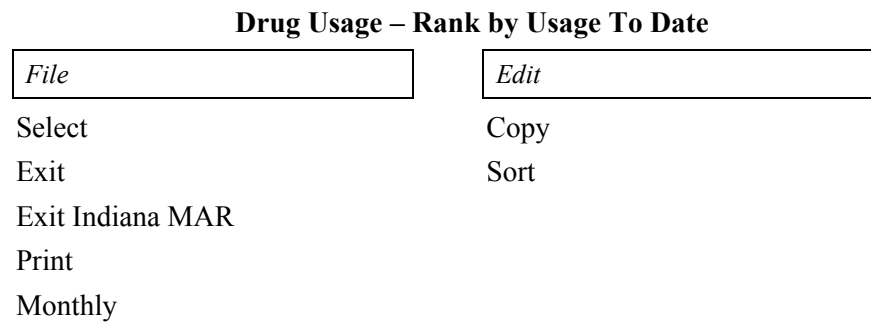 Drug Usage – Rank by Usage To Date
File
Edit
Select
Copy
Exit
Sort
Exit Indiana MAR
Print
Monthly